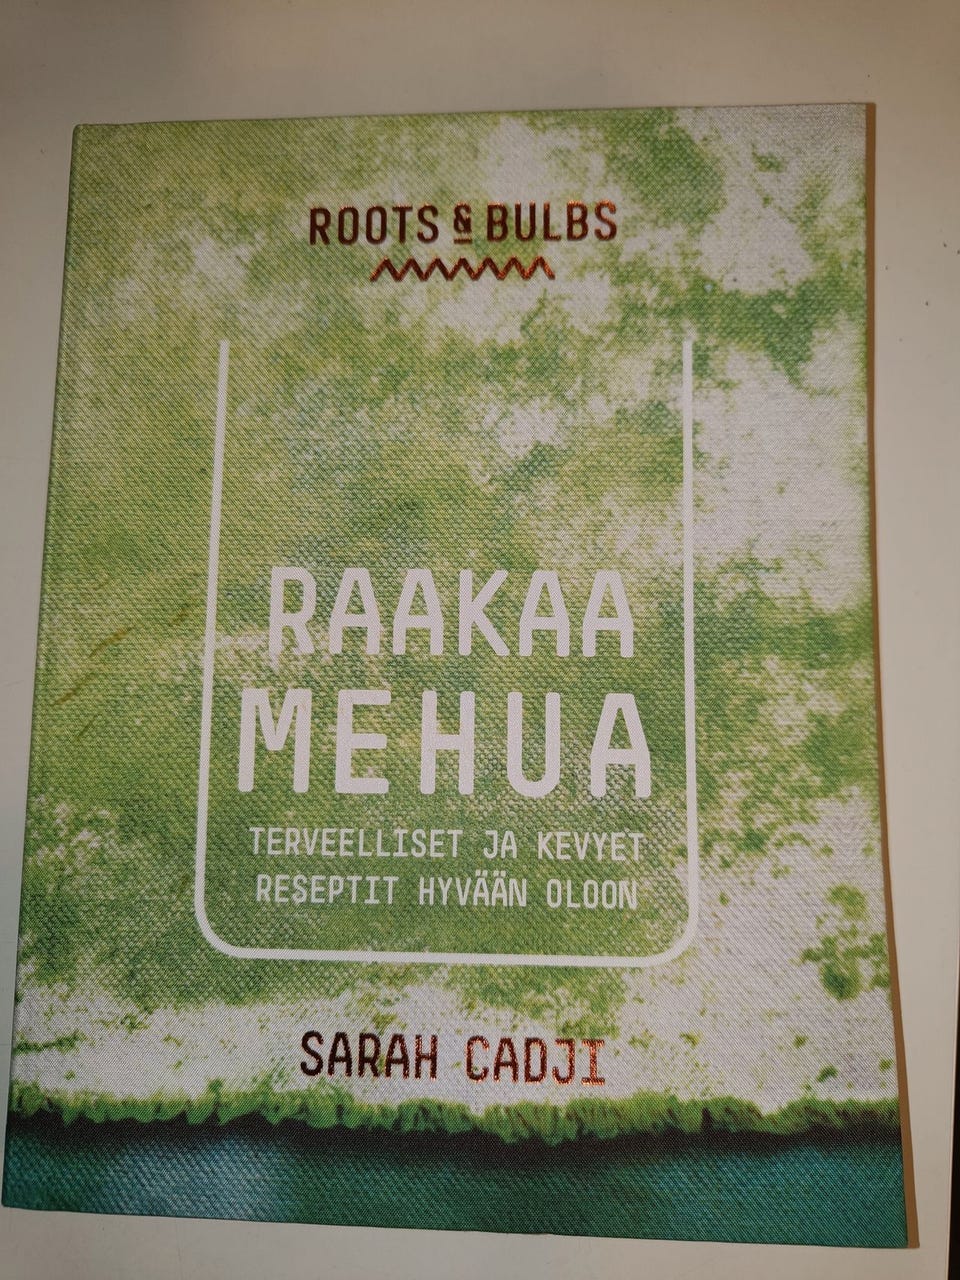 ROOTS & BULBS
RAAKAA
MEHUA
TERVEELLISET JA KEVYET
RESEPTIT HYVÄÄN OLOON
SARAH CADJI